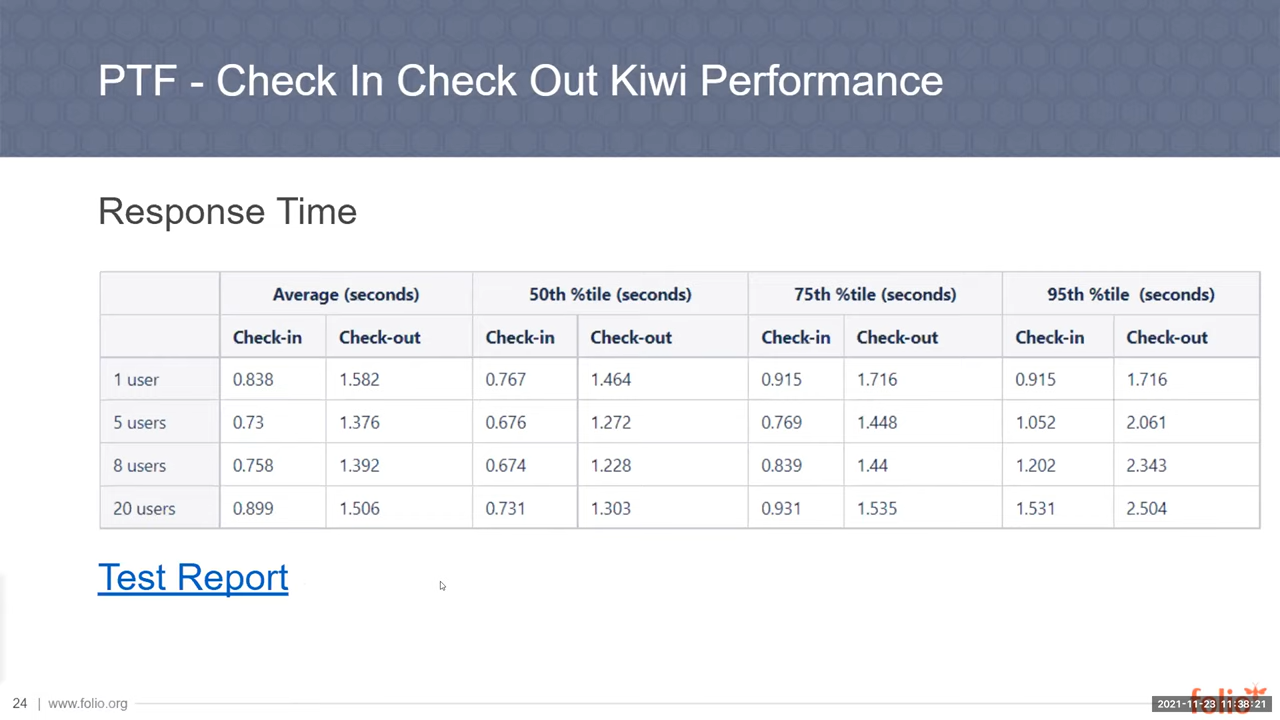 PTF - Check In Check Out Kiwi Performance
Response Time
Average (seconds) 50th %tile (seconds) 75th %tile (seconds) 95th %tile (seconds)
Check-in Check-out Check-in Check-out Check-in Check-out Check-in Check-out
1 user 0.838 1.582 0.767 1.464 0.915 1.716 0.915 1.716
5 users 0.73 1.376 0.676 1.272 0.769 1.448 1.052 2.061
8 users 0.758 1.392 0.674 1.228 0.839 1.44 1.202 2.343
20 users 0.899 1.506 0.731 1.303 0.931 1.535 1.531 2.504
Test Report
24 | www.folio.org
folio
2021-11-23 11:38:21